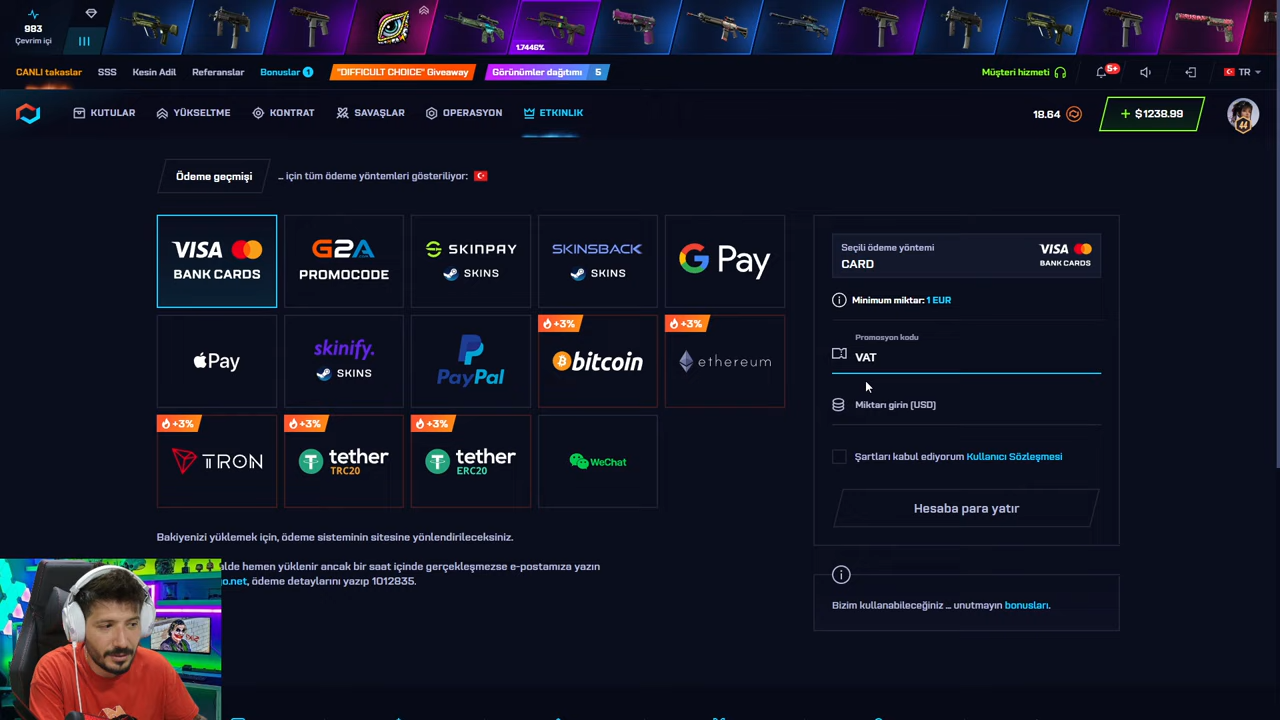 983
Çevrim içi
1.7446%
CANLI takaslar
SSS
Kesin Adil
Referanslar
Bonuslar 1
"DIFFICULT CHOICE" Giveaway
Görünümler dağıtımı 5
Müşteri hizmeti
5+
TR
KUTULAR
YÜKSELTME
KONTRAT
SAVAŞLAR
OPERASYON
ETKINLIK
18.64
+ $1238.99
44
Ödeme geçmişi
... için tüm ödeme yöntemleri gösteriliyor:
VISA
BANK CARDS
G2A
PROMOCODE
SKINPAY
SKINS
SKINSBACK
SKINS
G Pay
Pay
skinify.
SKINS
PayPal
+3%
bitcoin
+3%
ethereum
+3%
TRON
+3%
tether
TRC20
+3%
tether
ERC20
WeChat
Seçili ödeme yöntemi
CARD
VISA
BANK CARDS
Minimum miktar: 1 EUR
Promosyon kodu
VAT
Miktarı girin (USD)
Şartları kabul ediyorum Kullanıcı Sözleşmesi
Hesaba para yatır
Bizim kullanabileceğiniz ... unutmayın bonusları.
Bakiyenizi yüklemek için, ödeme sisteminin sitesine yönlendirileceksiniz.
lde hemen yüklenir ancak bir saat içinde gerçekleşmezse e-postamıza yazın
o.net, ödeme detaylarını yazıp 1012835.